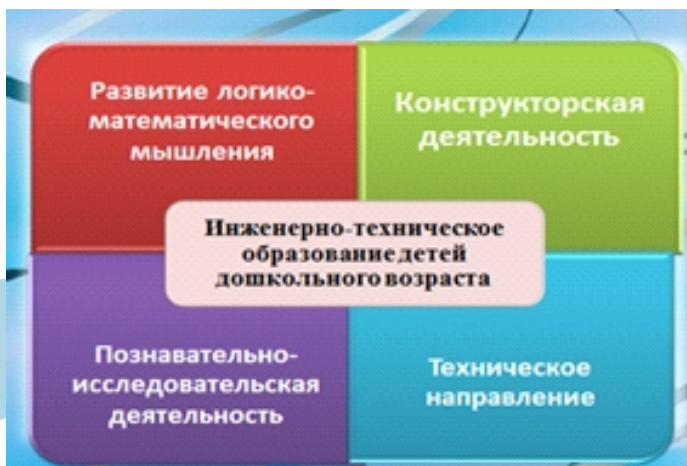 Развитие логико-
математического
мышления
Конструкторская
деятельность
Инженерно-техническое
образование детей
дошкольного возраста
Познавательно-
исследовательская
деятельность
Техническое
направление